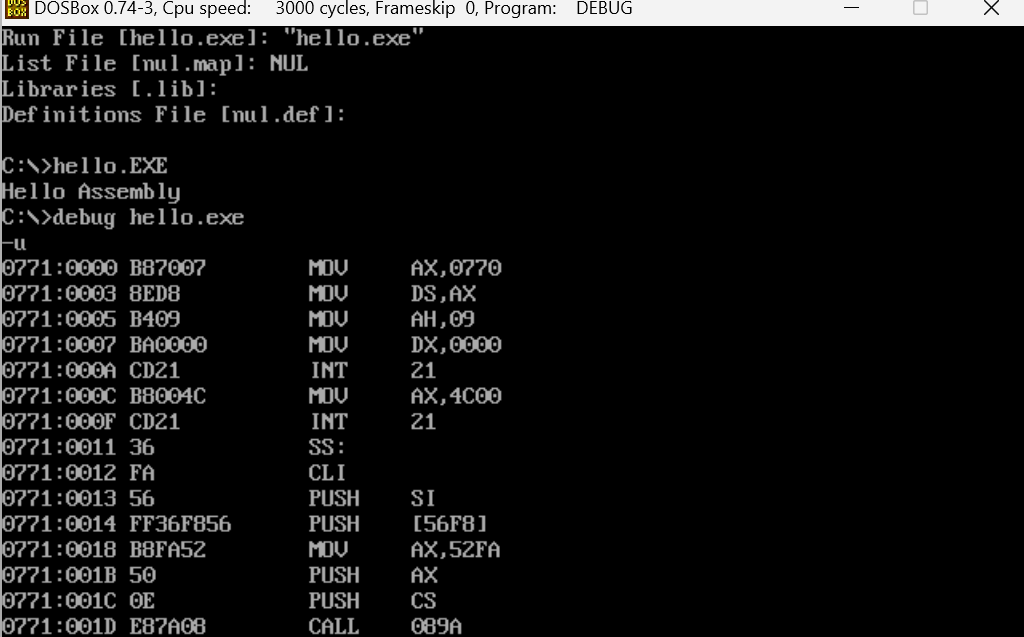 DOSBox 0.74-3, Cpu speed: 3000 cycles, Frameskip 0, Program: DEBUG
Run File [hello.exe]: "hello.exe"
List File [nul.map]: NUL
Libraries [.lib]:
Definitions File [nul.def]:
C:\>hello.EXE
Hello Assembly
C:\>debug hello.exe
-u
0771:0000 B87007 MOV AX,0770
0771:0003 8ED8 MOV DS,AX
0771:0005 B409 MOV AH,09
0771:0007 BA0000 MOV DX,0000
0771:000A CD21 INT 21
0771:000C B8004C MOV AX,4C00
0771:000F CD21 INT 21
0771:0011 36 SS:
0771:0012 FA CLI
0771:0013 56 PUSH SI
0771:0014 FF36F856 PUSH [56F8]
0771:0018 B8FA52 MOV AX,52FA
0771:001B 50 PUSH AX
0771:001C 0E PUSH CS
0771:001D E87A08 CALL 089A